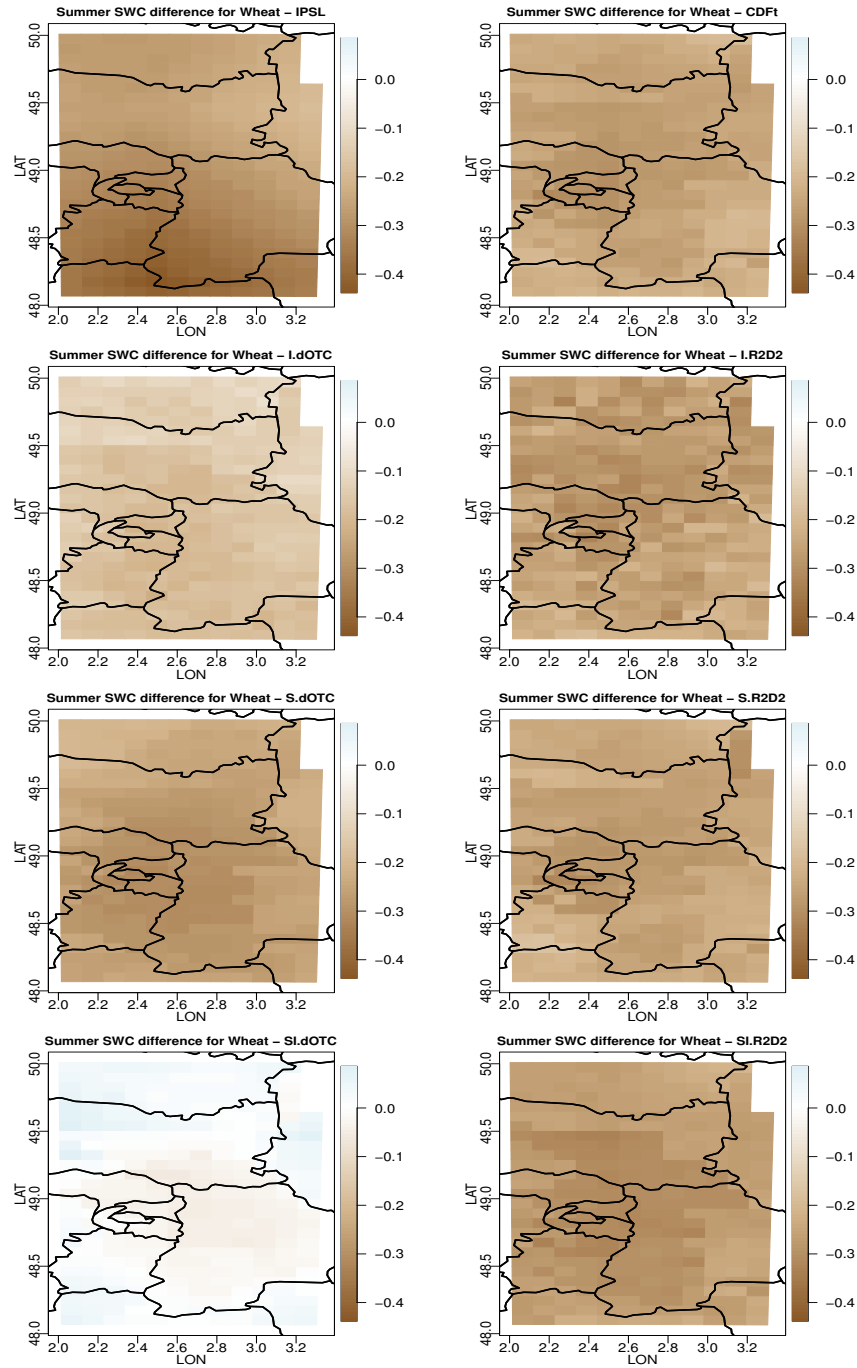 Summer SWC difference for Wheat − IPSL
50.0
49.5
49.0
48.5
48.0
LAT
2.0 2.2 2.4 2.6 2.8 3.0 3.2
LON
0.0
−0.1
−0.2
−0.3
−0.4
Summer SWC difference for Wheat − CDFt
50.0
49.5
49.0
48.5
48.0
LAT
2.0 2.2 2.4 2.6 2.8 3.0 3.2
LON
0.0
−0.1
−0.2
−0.3
−0.4
Summer SWC difference for Wheat − I.dOTC
50.0
49.5
49.0
48.5
48.0
LAT
2.0 2.2 2.4 2.6 2.8 3.0 3.2
LON
0.0
−0.1
−0.2
−0.3
−0.4
Summer SWC difference for Wheat − I.R2D2
50.0
49.5
49.0
48.5
48.0
LAT
2.0 2.2 2.4 2.6 2.8 3.0 3.2
LON
0.0
−0.1
−0.2
−0.3
−0.4
Summer SWC difference for Wheat − S.dOTC
50.0
49.5
49.0
48.5
48.0
LAT
2.0 2.2 2.4 2.6 2.8 3.0 3.2
LON
0.0
−0.1
−0.2
−0.3
−0.4
Summer SWC difference for Wheat − S.R2D2
50.0
49.5
49.0
48.5
48.0
LAT
2.0 2.2 2.4 2.6 2.8 3.0 3.2
LON
0.0
−0.1
−0.2
−0.3
−0.4
Summer SWC difference for Wheat − SI.dOTC
50.0
49.5
49.0
48.5
48.0
LAT
2.0 2.2 2.4 2.6 2.8 3.0 3.2
LON
0.0
−0.1
−0.2
−0.3
−0.4
Summer SWC difference for Wheat − SI.R2D2
50.0
49.5
49.0
48.5
48.0
LAT
2.0 2.2 2.4 2.6 2.8 3.0 3.2
LON
0.0
−0.1
−0.2
−0.3
−0.4